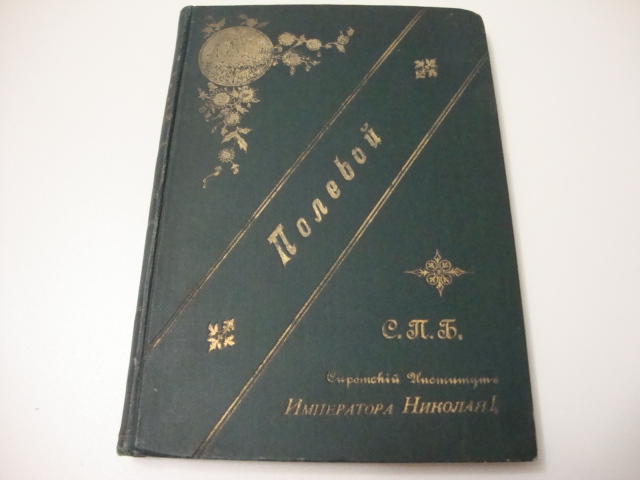 Полевой
С. П. Б.
Сиротскій Институтъ
Императора Николая I,